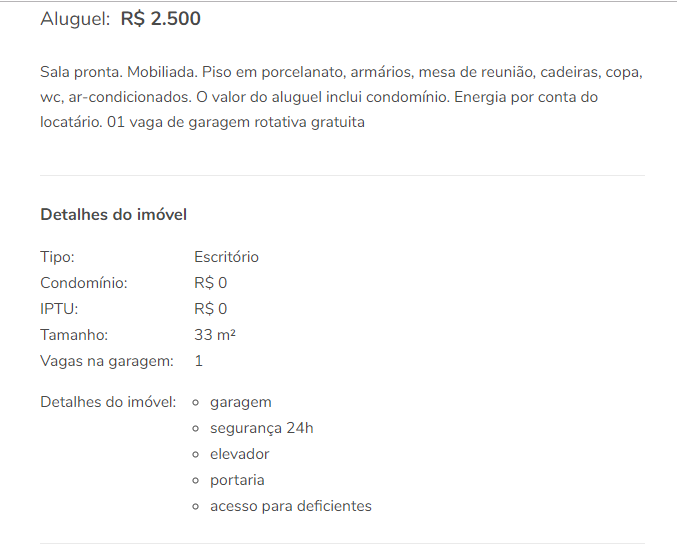 Aluguel: R$ 2.500
Sala pronta. Mobiliada. Piso em porcelanato, armários, mesa de reunião, cadeiras, copa,
wc, ar-condicionados. O valor do aluguel inclui condomínio. Energia por conta do
locatário. 01 vaga de garagem rotativa gratuita
Detalhes do imóvel
Tipo: Escritório
Condomínio: R$ 0
IPTU: R$ 0
Tamanho: 33 m²
Vagas na garagem: 1
Detalhes do imóvel: ◦ garagem
◦ segurança 24h
◦ elevador
◦ portaria
◦ acesso para deficientes